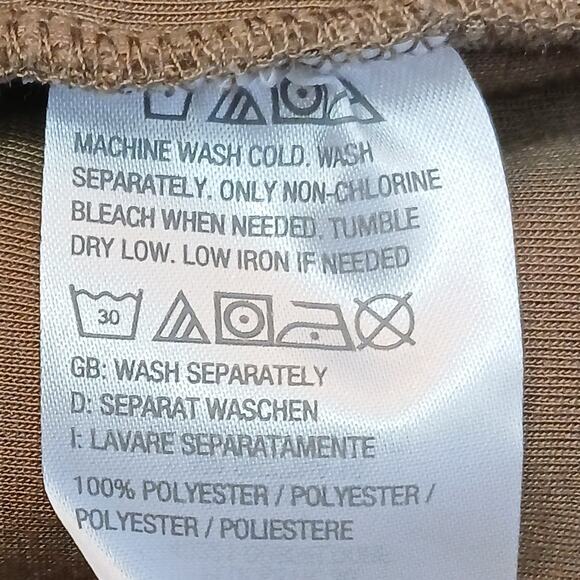 MACHINE WASH COLD. WASH
SEPARATELY. ONLY NON-CHLORINE
BLEACH WHEN NEEDED. TUMBLE
DRY LOW. LOW IRON IF NEEDED
30
GB: WASH SEPARATELY
D: SEPARAT WASCHEN
I: LAVARE SEPARATAMENTE
100% POLYESTER / POLYESTER /
POLYESTER / POLIESTERE